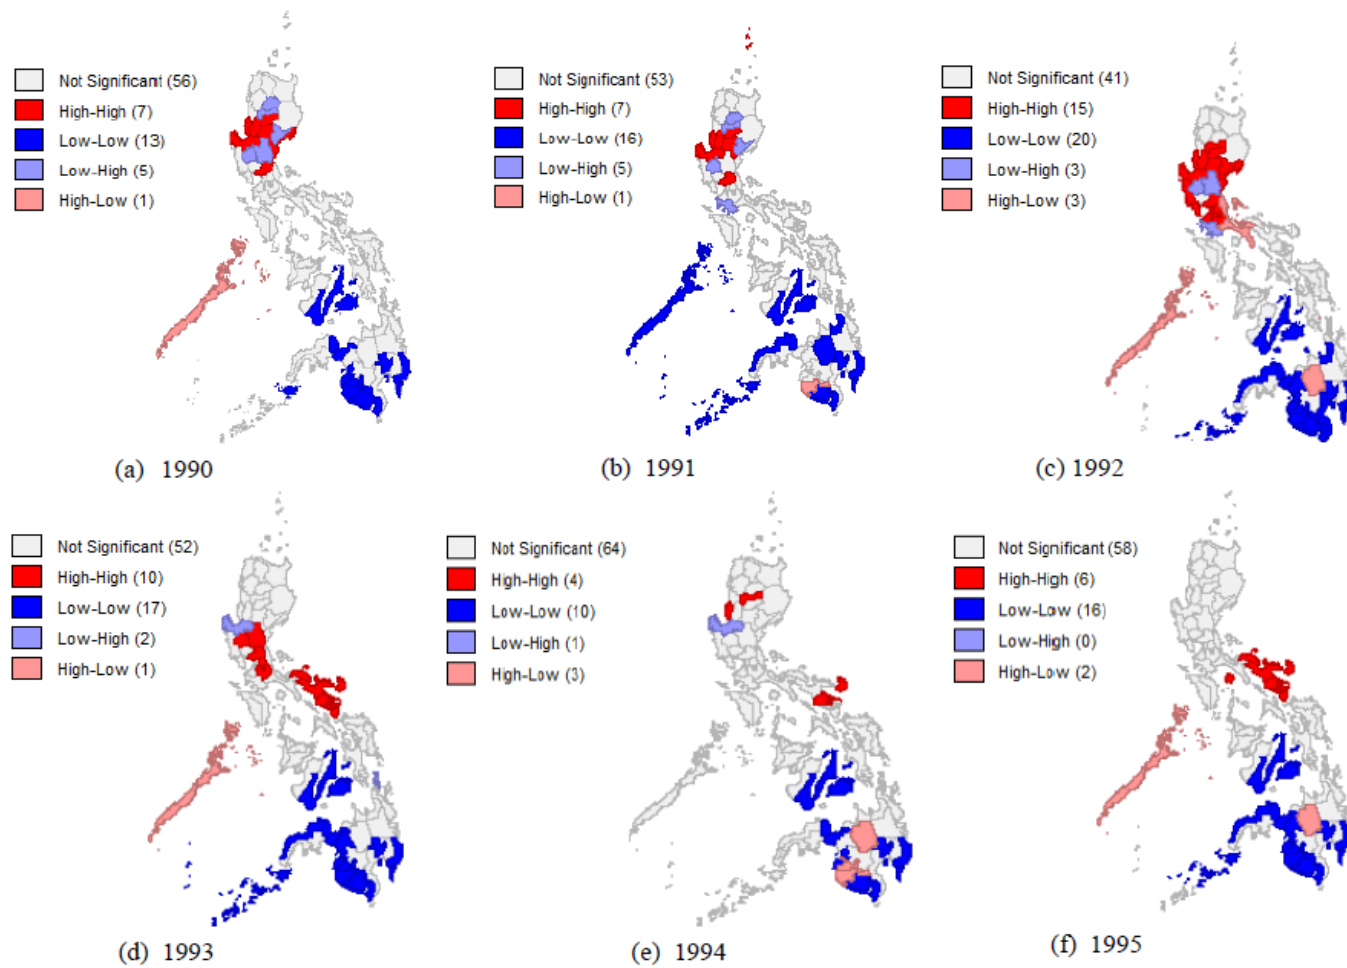 Not Significant (56)
High-High (7)
Low-Low (13)
Low-High (5)
High-Low (1)
(a) 1990
Not Significant (53)
High-High (7)
Low-Low (16)
Low-High (5)
High-Low (1)
(b) 1991
Not Significant (41)
High-High (15)
Low-Low (20)
Low-High (3)
High-Low (3)
(c) 1992
Not Significant (52)
High-High (10)
Low-Low (17)
Low-High (2)
High-Low (1)
(d) 1993
Not Significant (64)
High-High (4)
Low-Low (10)
Low-High (1)
High-Low (3)
(e) 1994
Not Significant (58)
High-High (6)
Low-Low (16)
Low-High (0)
High-Low (2)
(f) 1995